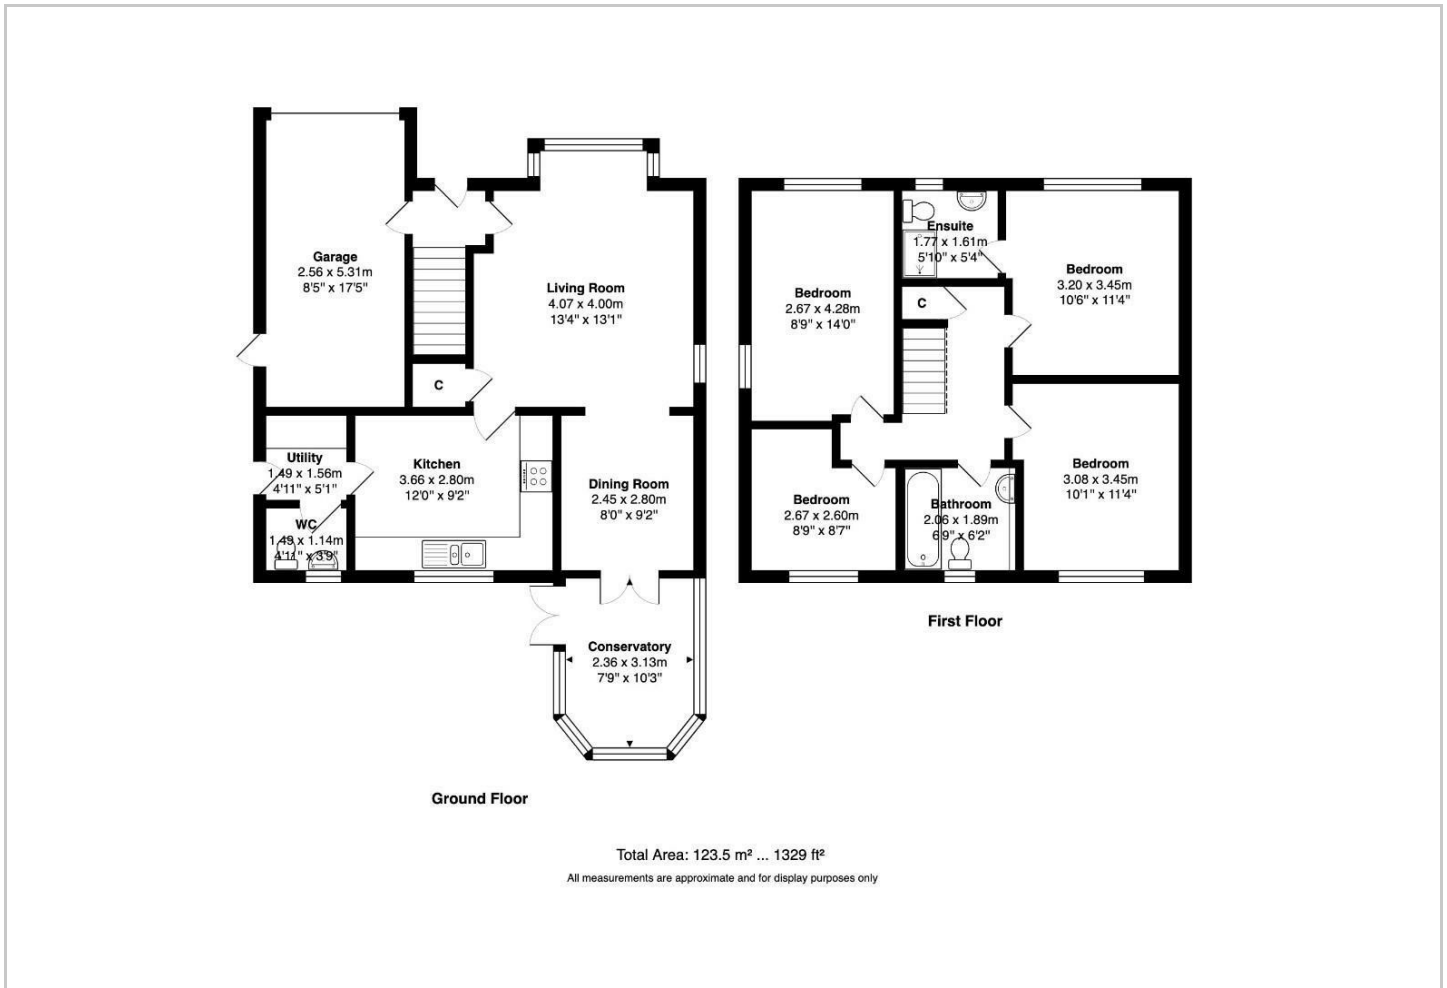 Garage
2.56 x 5.31m
8'5" x 17'5"
Living Room
4.07 x 4.00m
13'4" x 13'1"
C
Utility
1.49 x 1.56m
4'11" x 5'1"
Kitchen
3.66 x 2.80m
12'0" x 9'2"
Dining Room
2.45 x 2.80m
8'0" x 9'2"
WC
1.49 x 1.14m
4'11" x 3'9"
Conservatory
2.36 x 3.13m
7'9" x 10'3"
Ground Floor
Bedroom
2.67 x 4.28m
8'9" x 14'0"
Ensuite
1.77 x 1.61m
5'10" x 5'4"
Bedroom
3.20 x 3.45m
10'6" x 11'4"
C
Bedroom
2.67 x 2.60m
8'9" x 8'7"
Bathroom
2.06 x 1.89m
6'9" x 6'2"
Bedroom
3.08 x 3.45m
10'1" x 11'4"
First Floor
Total Area: 123.5 m² ... 1329 ft²
All measurements are approximate and for display purposes only